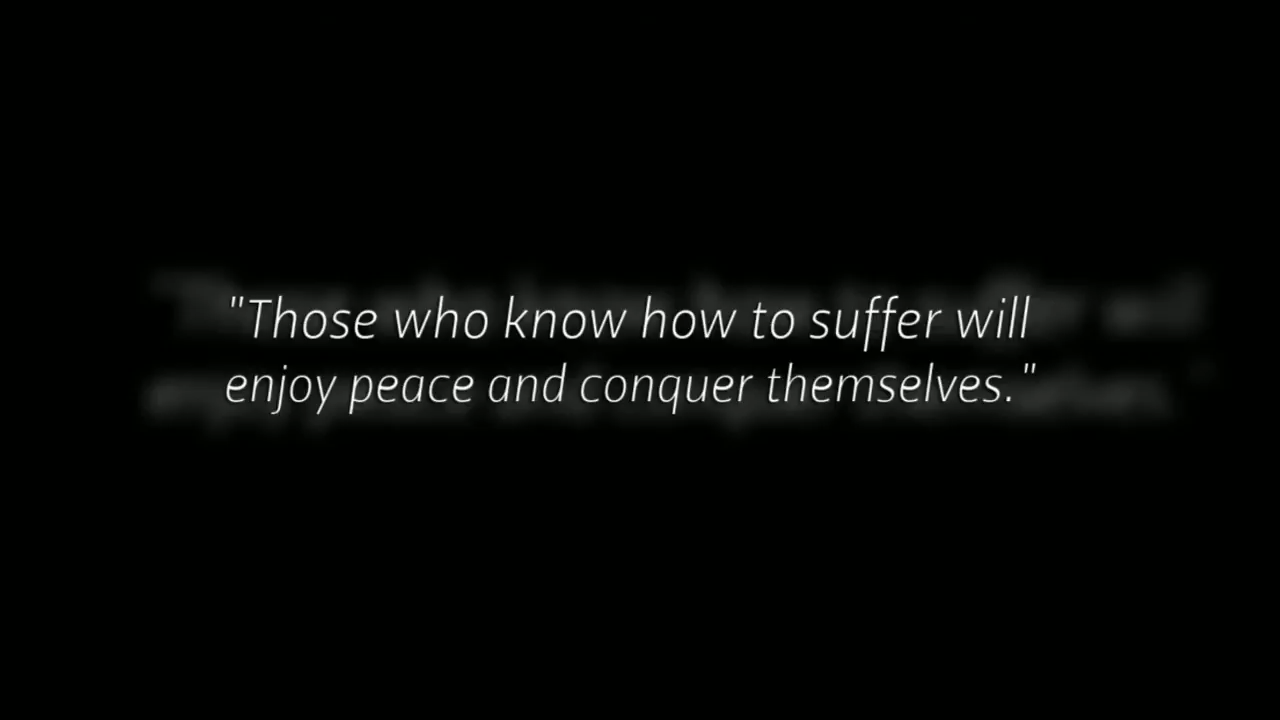 "Those who know how to suffer will
enjoy peace and conquer themselves."